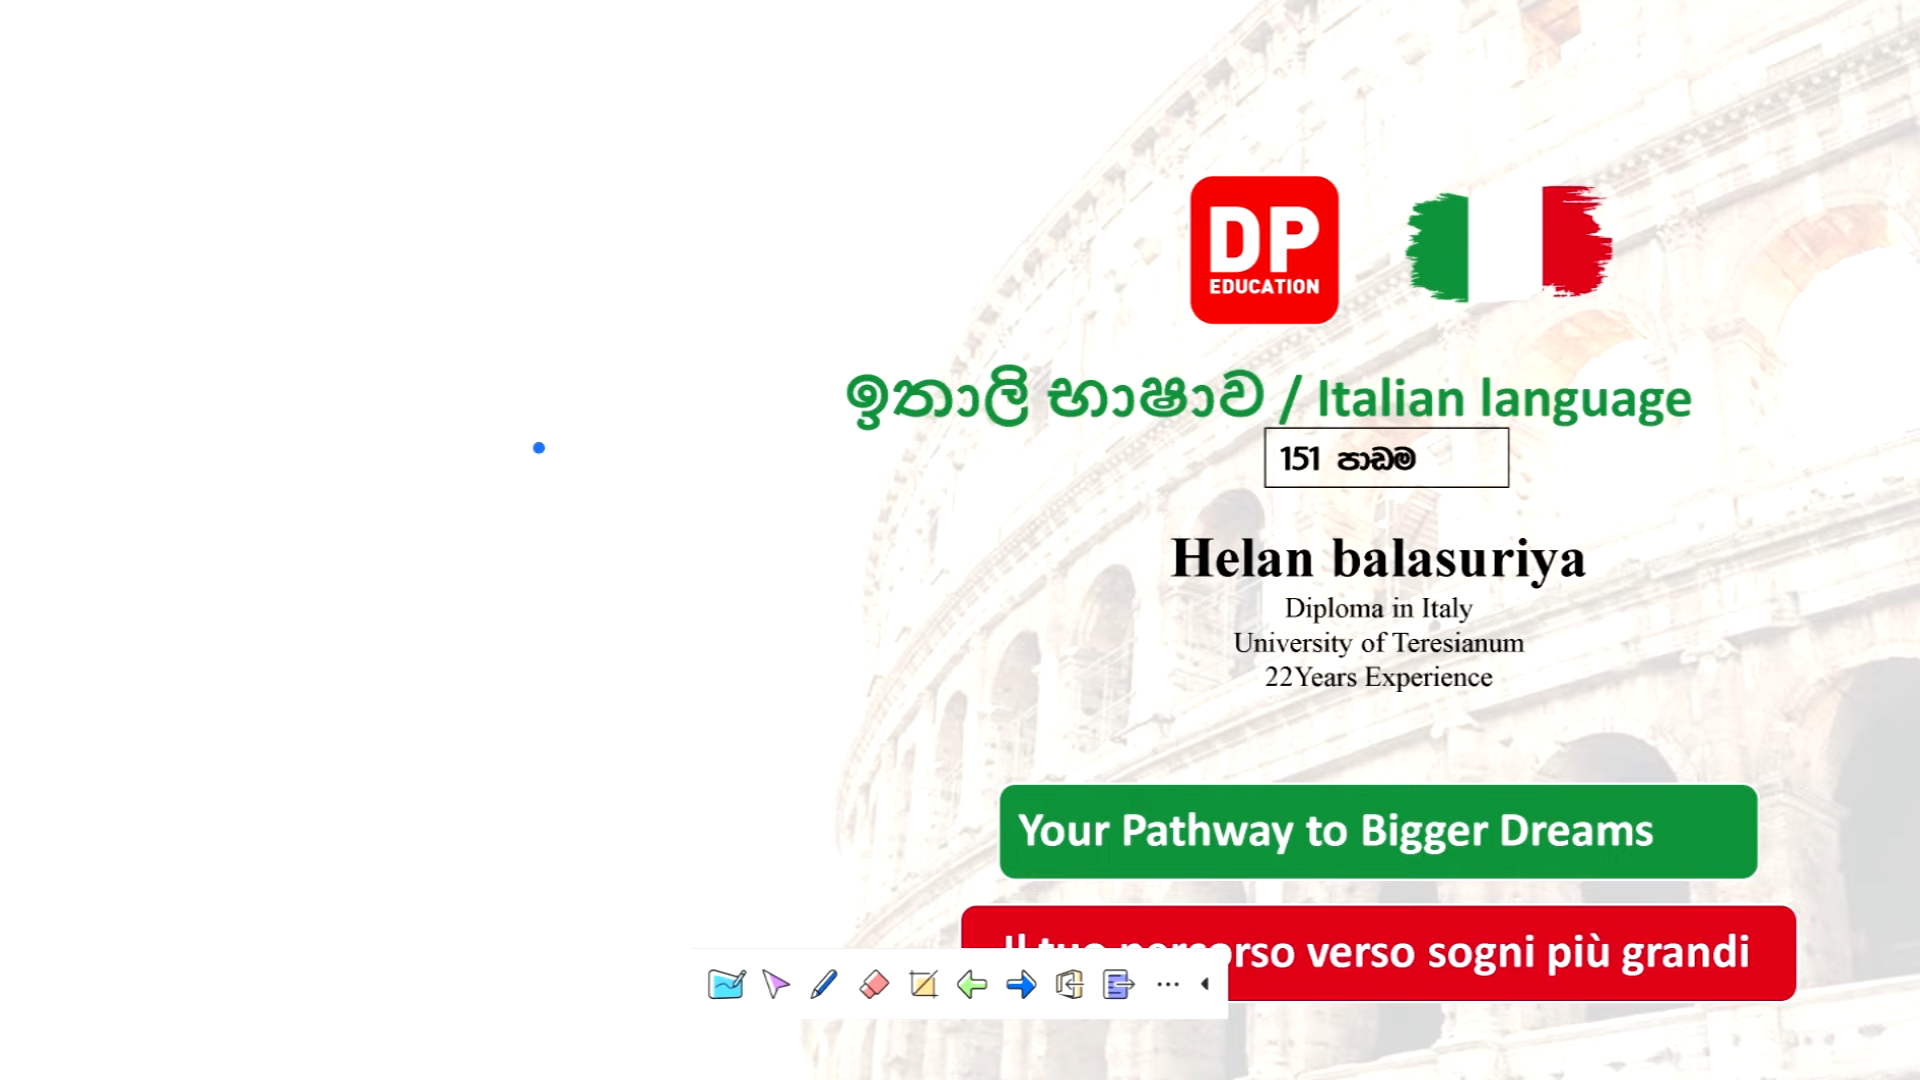 DP
EDUCATION
ඉතාලි භාෂාව / Italian language
151 පාඩම
Helan balasuriya
Diploma in Italy
University of Teresianum
22Years Experience
Your Pathway to Bigger Dreams
verso sogni più grandi